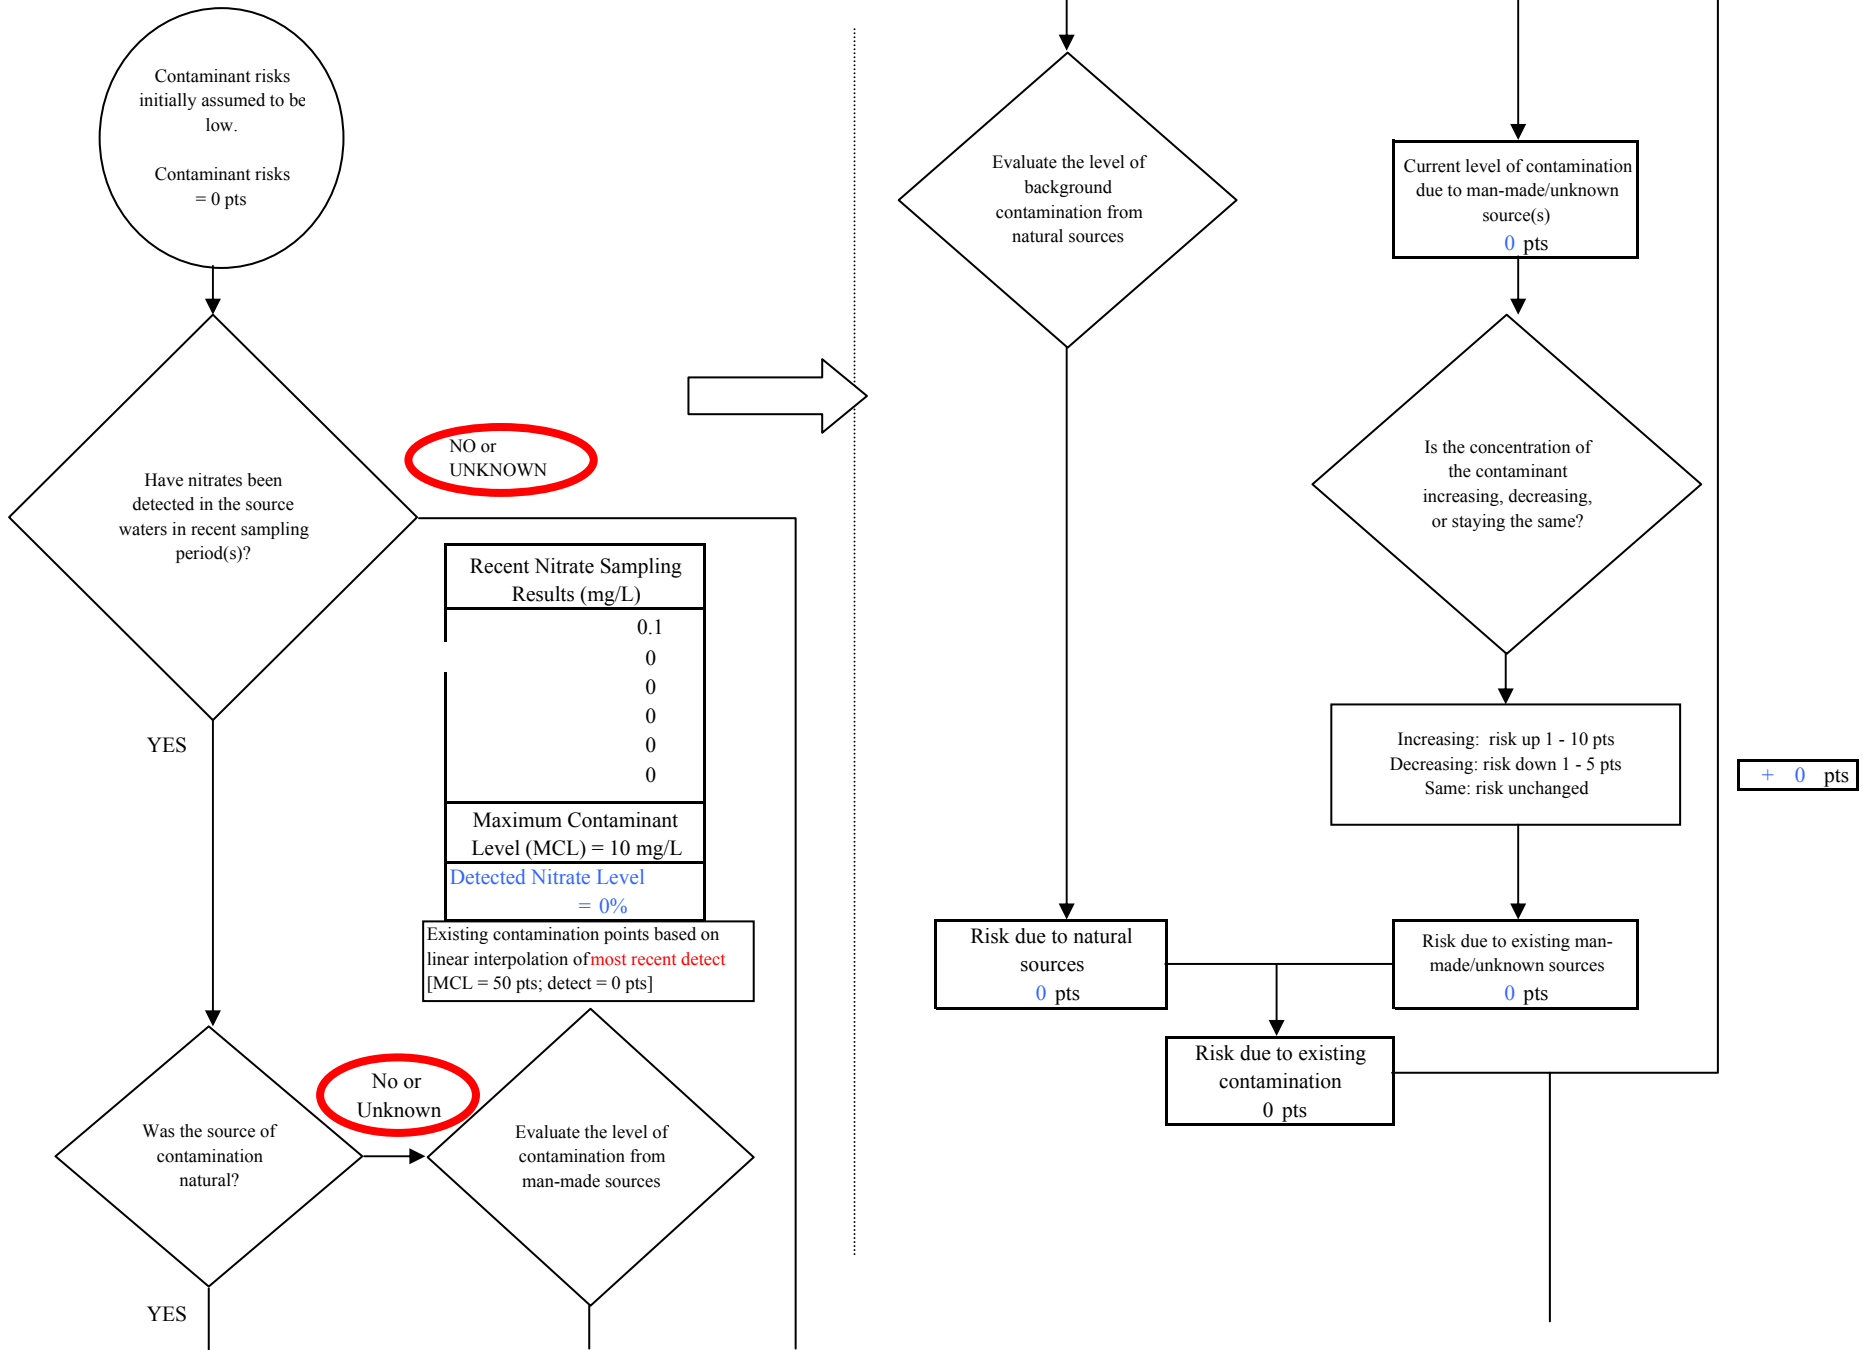 Contaminant risks
initially assumed to be
low.
Contaminant risks
= 0 pts
Have nitrates been
detected in the source
waters in recent sampling
period(s)?
NO or
UNKNOWN
YES
Recent Nitrate Sampling
Results (mg/L)
0.1
0
0
0
0
0
Maximum Contaminant
Level (MCL) = 10 mg/L
Detected Nitrate Level
= 0%
Existing contamination points based on
linear interpolation of most recent detect
[MCL = 50 pts; detect = 0 pts]
Was the source of
contamination
natural?
No or
Unknown
YES
Evaluate the level of
contamination from
man-made sources
Evaluate the level of
background
contamination from
natural sources
Current level of contamination
due to man-made/unknown
source(s)
0 pts
Is the concentration of
the contaminant
increasing, decreasing,
or staying the same?
Increasing: risk up 1 - 10 pts
Decreasing: risk down 1 - 5 pts
Same: risk unchanged
+ 0 pts
Risk due to natural
sources
0 pts
Risk due to existing man-
made/unknown sources
0 pts
Risk due to existing
contamination
0 pts